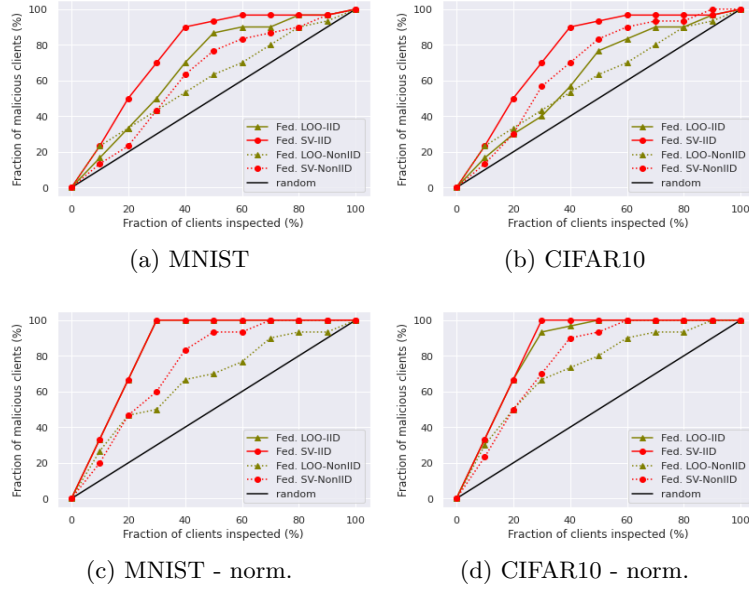 Fraction of malicious clients (%)
100
80
60
40
20
0
0 20 40 60 80 100
Fraction of clients inspected (%)
Fed. LOO-IID
Fed. SV-IID
Fed. LOO-NonIID
Fed. SV-NonIID
random
(a) MNIST
Fraction of malicious clients (%)
100
80
60
40
20
0
0 20 40 60 80 100
Fraction of clients inspected (%)
Fed. LOO-IID
Fed. SV-IID
Fed. LOO-NonIID
Fed. SV-NonIID
random
(b) CIFAR10
Fraction of malicious clients (%)
100
80
60
40
20
0
0 20 40 60 80 100
Fraction of clients inspected (%)
Fed. LOO-IID
Fed. SV-IID
Fed. LOO-NonIID
Fed. SV-NonIID
random
(c) MNIST - norm.
Fraction of malicious clients (%)
100
80
60
40
20
0
0 20 40 60 80 100
Fraction of clients inspected (%)
Fed. LOO-IID
Fed. SV-IID
Fed. LOO-NonIID
Fed. SV-NonIID
random
(d) CIFAR10 - norm.